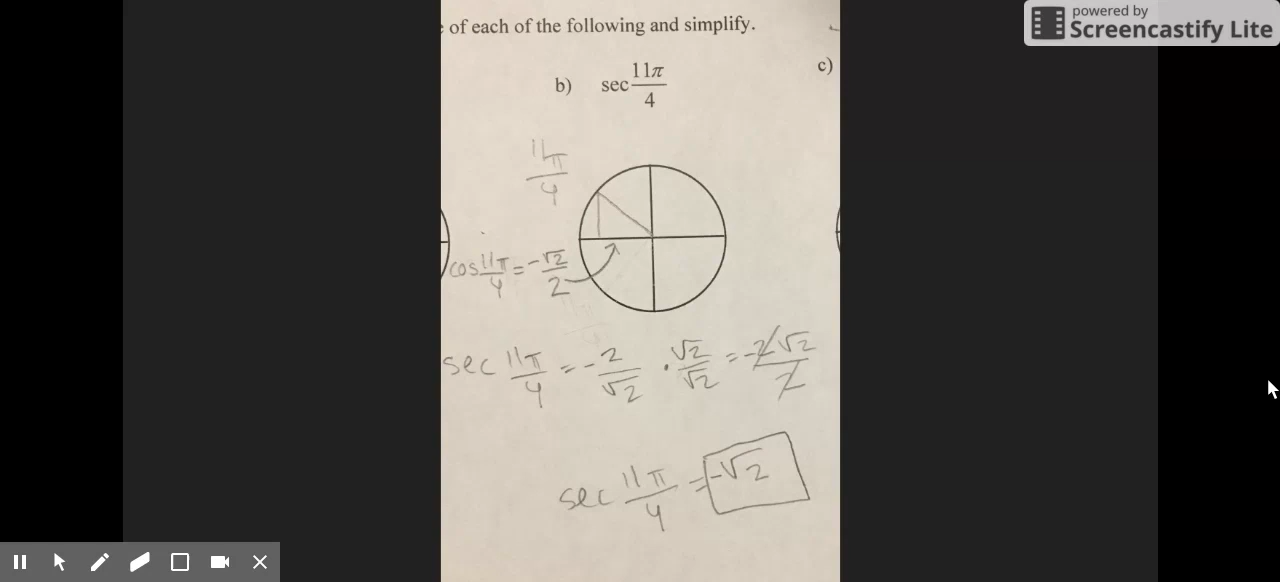 powered by
Screencastify Lite
of each of the following and simplify.
b) sec 11π/4
c)
11π/4
cos 11π/4 = -√2/2
sec 11π/4 = -2/√2 · √2/√2 = -2√2/2
sec 11π/4 = -√2